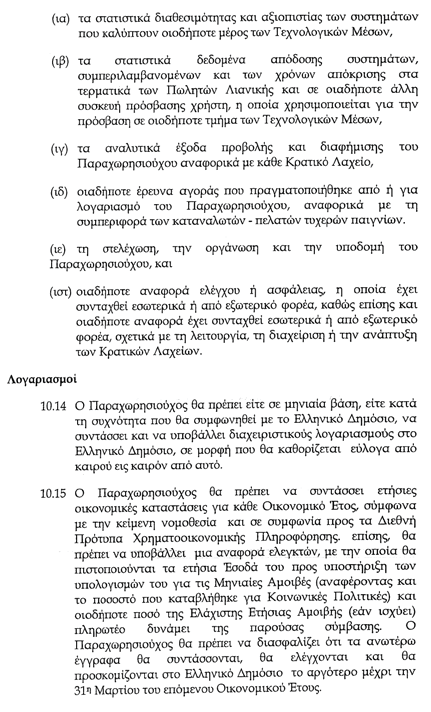 (ια) τα στατιστικά διαθεσιμότητας και αξιοπιστίας των συστημάτων
που καλύπτουν οιοδήποτε μέρος των Τεχνολογικών Μέσων,
(ιβ) τα στατιστικά δεδομένα απόδοσης συστημάτων,
συμπεριλαμβανομένων και των χρόνων απόκρισης στα
τερματικά των Πωλητών Λιανικής και σε οιαδήποτε άλλη
συσκευή πρόσβασης χρήστη, η οποία χρησιμοποιείται για την
πρόσβαση σε οιοδήποτε τμήμα των Τεχνολογικών Μέσων,
(ιγ) τα αναλυτικά έξοδα προβολής και διαφήμισης του
Παραχωρησιούχου αναφορικά με κάθε Κρατικό Λαχείο,
(ιδ) οιαδήποτε έρευνα αγοράς που πραγματοποιήθηκε από ή για
λογαριασμό του Παραχωρησιούχου, αναφορικά με τη
συμπεριφορά των καταναλωτών - πελατών τυχερών παιγνίων.
(ιε) τη στελέχωση, την οργάνωση και την υποδομή του
Παραχωρησιούχου, και
(ιστ) οιαδήποτε αναφορά ελέγχου ή ασφάλειας, η οποία έχει
συνταχθεί εσωτερικά ή από εξωτερικό φορέα, καθώς επίσης και
οιαδήποτε αναφορά έχει συνταχθεί εσωτερικά ή από εξωτερικό
φορέα, σχετικά με τη λειτουργία, τη διαχείριση ή την ανάπτυξη
των Κρατικών Λαχείων.
Λογαριασμοί
10.14 Ο Παραχωρησιούχος θα πρέπει είτε σε μηνιαία βάση, είτε κατά
τη συχνότητα που θα συμφωνηθεί με το Ελληνικό Δημόσιο, να
συντάσσει και να υποβάλλει διαχειριστικούς λογαριασμούς στο
Ελληνικό Δημόσιο, σε μορφή που θα καθορίζεται εύλογα από
καιρού εις καιρόν από αυτό.
10.15 Ο Παραχωρησιούχος θα πρέπει να συντάσσει ετήσιες
οικονομικές καταστάσεις για κάθε Οικονομικό Έτος, σύμφωνα
με την κείμενη νομοθεσία και σε συμφωνία προς τα Διεθνή
Πρότυπα Χρηματοοικονομικής Πληροφόρησης. επίσης, θα
πρέπει να υποβάλλει μια αναφορά ελεγκτών, με την οποία θα
πιστοποιούνται τα ετήσια Έσοδά του προς υποστήριξη των
υπολογισμών του για τις Μηνιαίες Αμοιβές (αναφέροντας και
το ποσοστό που καταβλήθηκε για Κοινωνικές Πολιτικές) και
οιοδήποτε ποσό της Ελάχιστης Ετήσιας Αμοιβής (εάν ισχύει)
πληρωτέο δυνάμει της παρούσας σύμβασης. Ο
Παραχωρησιούχος θα πρέπει να διασφαλίζει ότι τα ανωτέρω
έγγραφα θα συντάσσονται, θα ελέγχονται και θα
προσκομίζονται στο Ελληνικό Δημόσιο το αργότερο μέχρι την
31η Μαρτίου του επόμενου Οικονομικού Έτους.